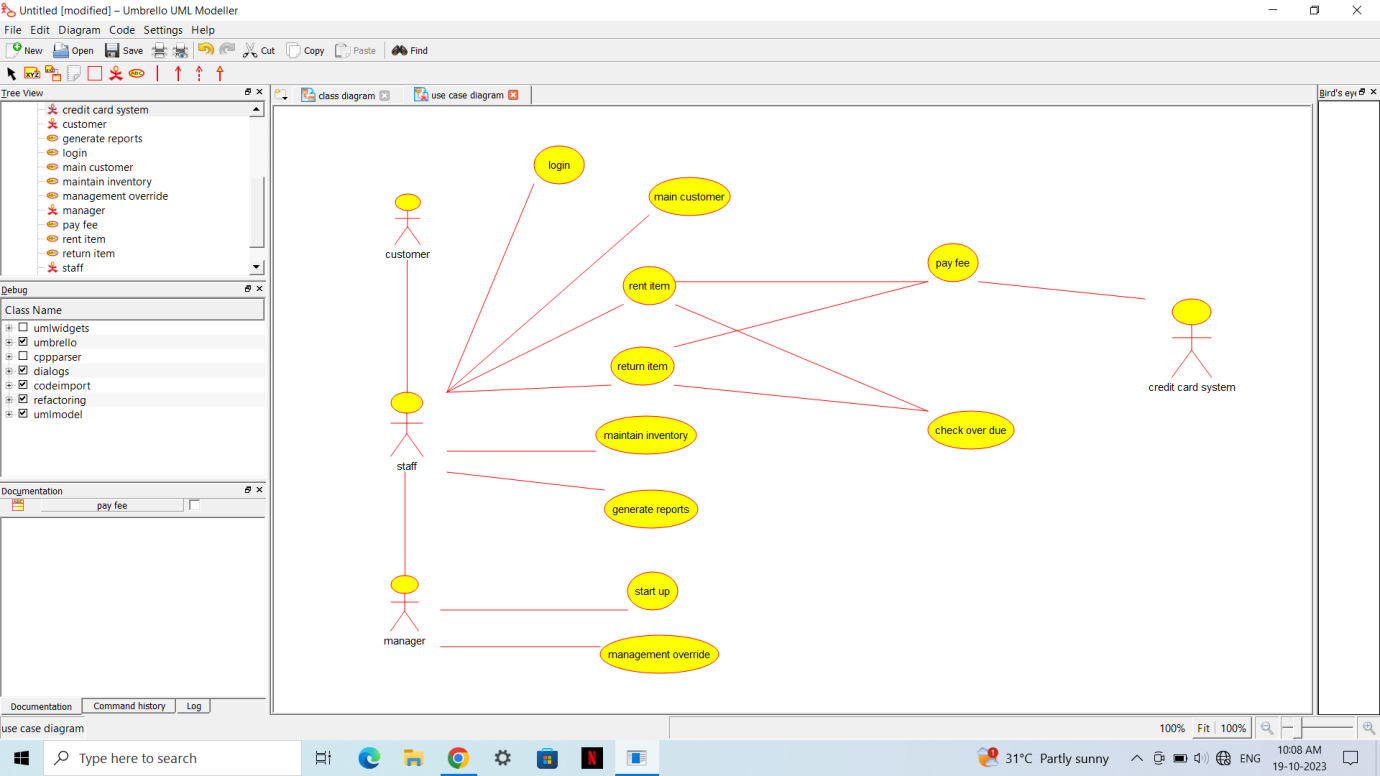 Untitled [modified] – Umbrello UML Modeller
File Edit Diagram Code Settings Help
New Open Save Cut Copy Paste Find
XYZ ABC
Tree View
class diagram use case diagram
Bird's eye
credit card system
customer
generate reports
login
main customer
maintain inventory
management override
manager
pay fee
rent item
return item
staff
Debug
Class Name
umlwidgets
umbrello
cppparser
dialogs
codeimport
refactoring
umlmodel
Documentation
pay fee
Documentation Command history Log
login
main customer
customer
pay fee
rent item
return item
credit card system
check over due
maintain inventory
staff
generate reports
start up
manager
management override
use case diagram
100% Fit 100%
Type here to search
N
1
31°C Partly sunny
ENG
10:08 AM
19-10-2023